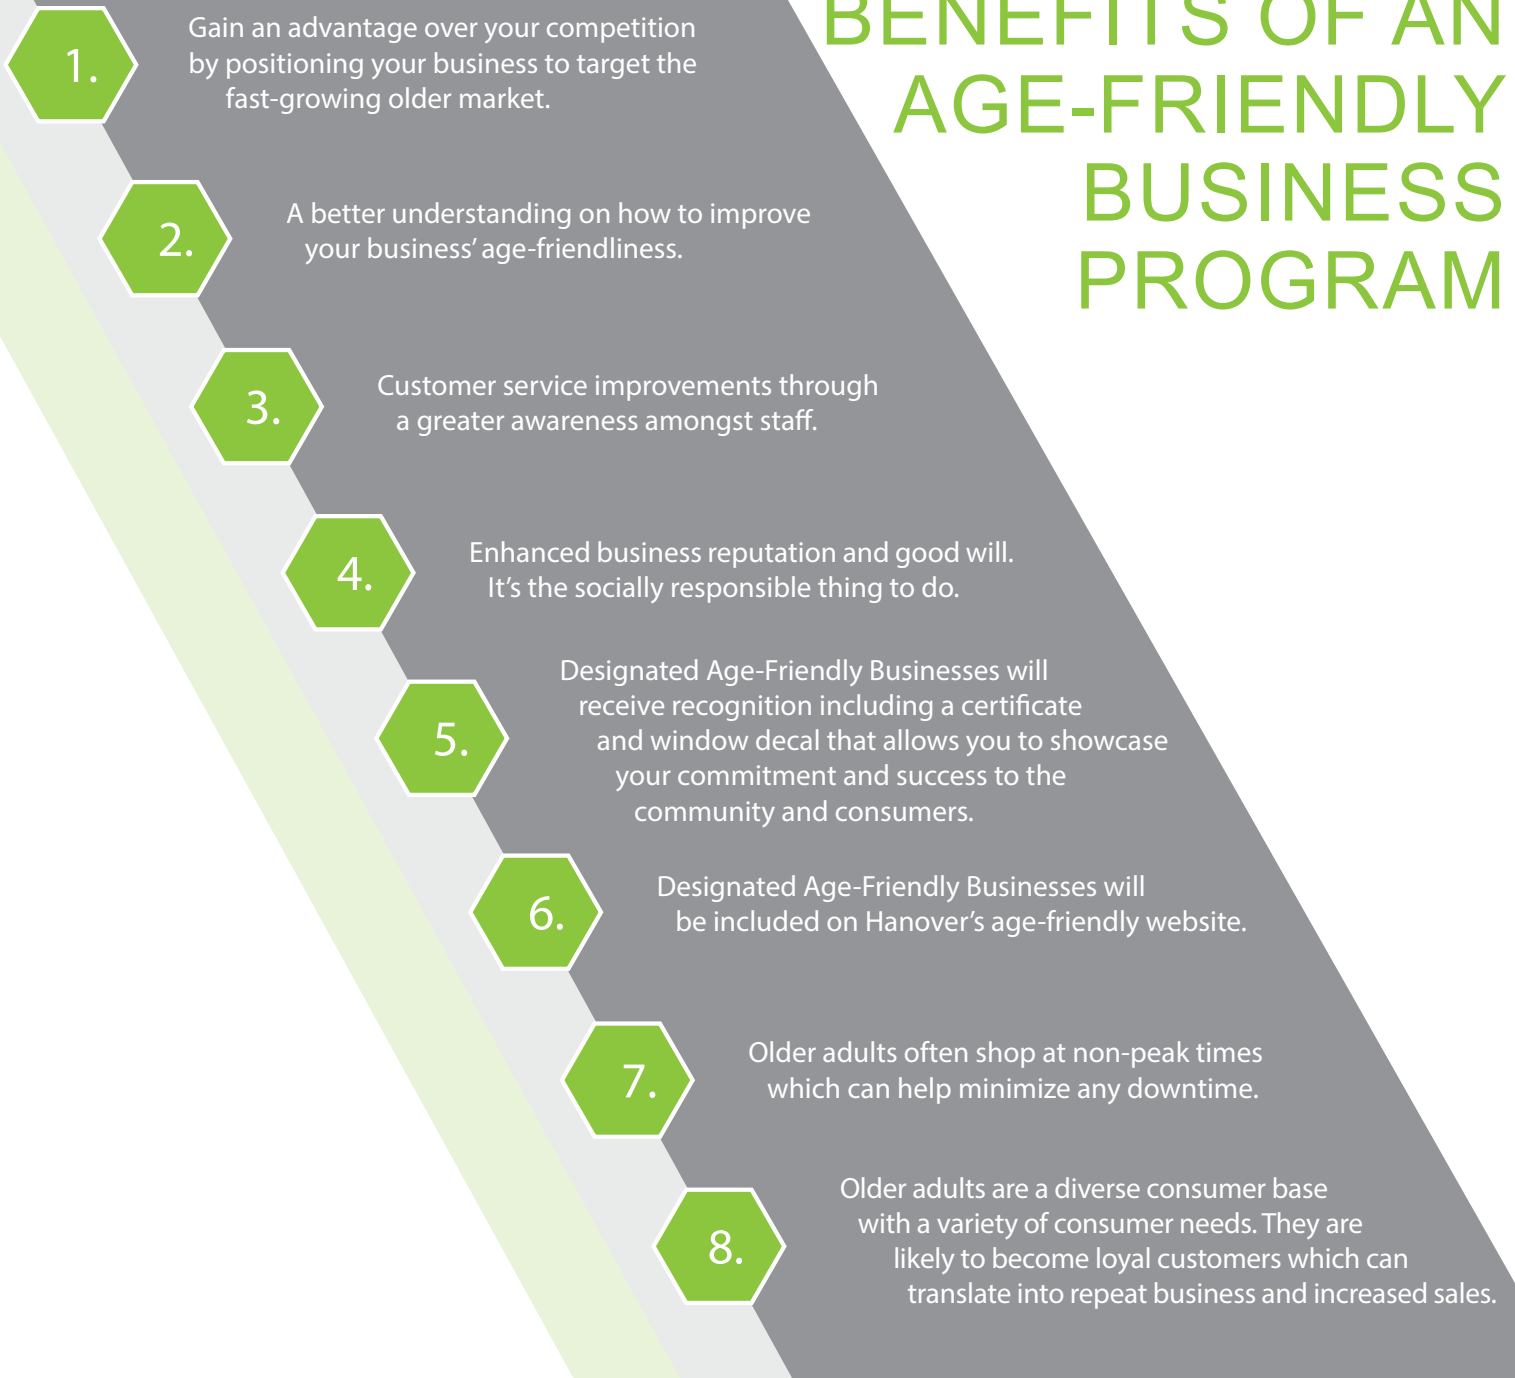 BENEFITS OF AN
AGE-FRIENDLY
BUSINESS
PROGRAM
1.
Gain an advantage over your competition
by positioning your business to target the
fast-growing older market.
2.
A better understanding on how to improve
your business’ age-friendliness.
3.
Customer service improvements through
a greater awareness amongst staff.
4.
Enhanced business reputation and good will.
It’s the socially responsible thing to do.
5.
Designated Age-Friendly Businesses will
receive recognition including a certificate
and window decal that allows you to showcase
your commitment and success to the
community and consumers.
6.
Designated Age-Friendly Businesses will
be included on Hanover’s age-friendly website.
7.
Older adults often shop at non-peak times
which can help minimize any downtime.
8.
Older adults are a diverse consumer base
with a variety of consumer needs. They are
likely to become loyal customers which can
translate into repeat business and increased sales.